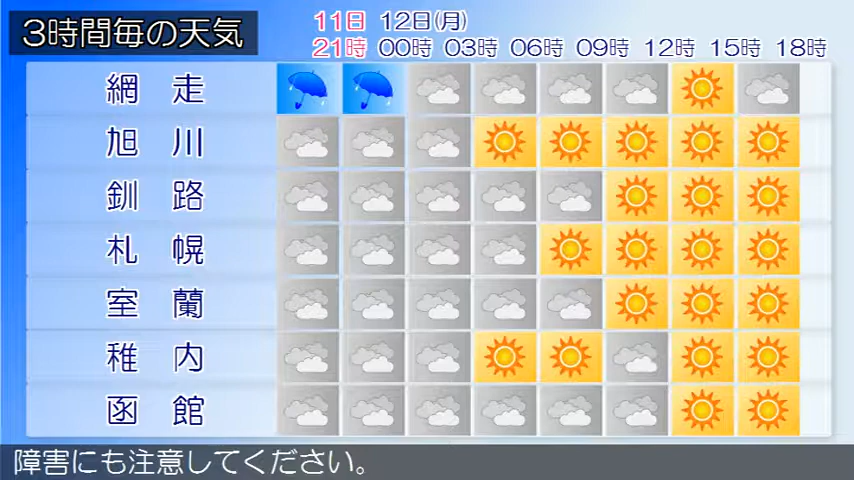 3時間毎の天気
11日 12日(月)
21時 00時 03時 06時 09時 12時 15時 18時
網 走
旭 川
釧 路
札 幌
室 蘭
稚 内
函 館
障害にも注意してください。